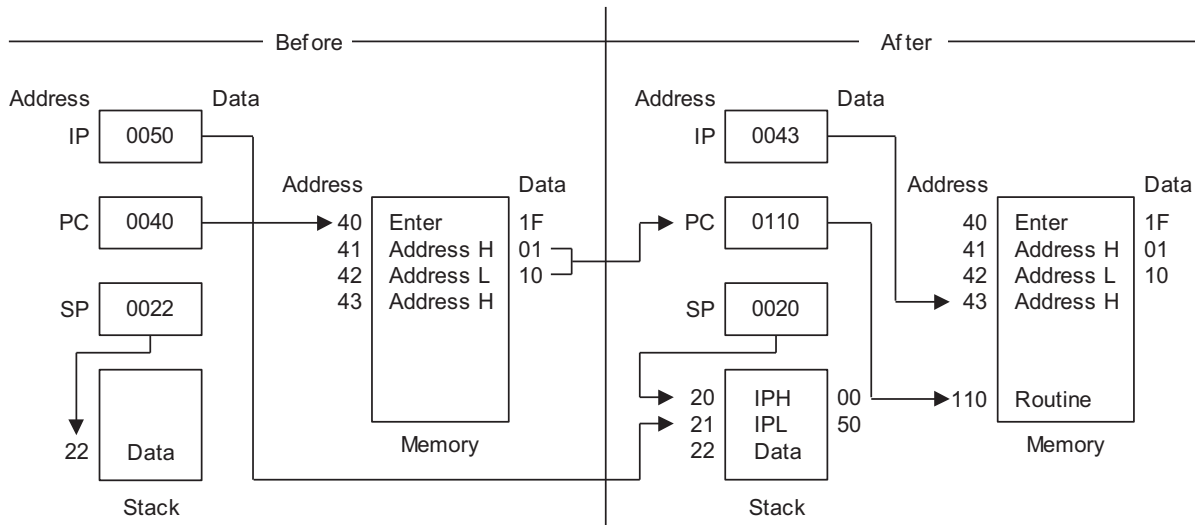 Before
Address Data
IP 0050
PC 0040
SP 0022
22 Data
Stack
Address Data
40 Enter 1F
41 Address H 01
42 Address L 10
43 Address H
Memory
After
Address Data
IP 0043
PC 0110
SP 0020
20 IPH 00
21 IPL 50
22 Data
Stack
Address Data
40 Enter 1F
41 Address H 01
42 Address L 10
43 Address H
110 Routine
Memory